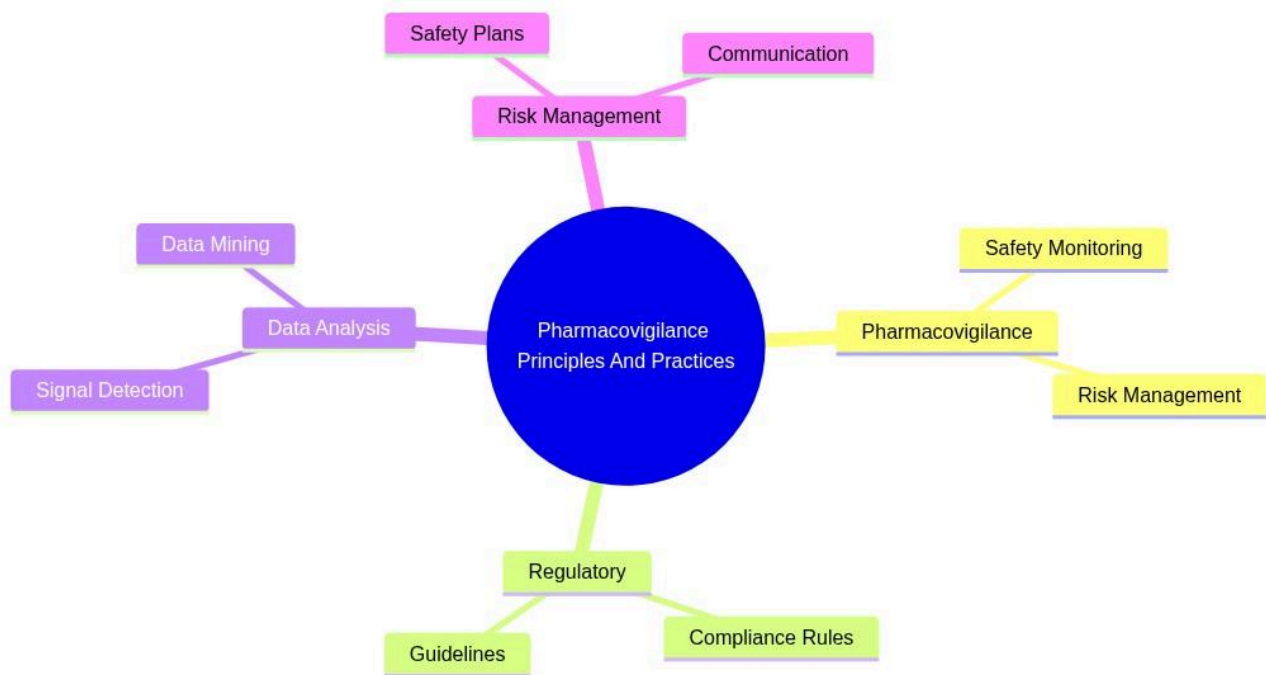 Safety Plans
Communication
Risk Management
Data Mining
Safety Monitoring
Data Analysis
Pharmacovigilance
Principles And Practices
Pharmacovigilance
Signal Detection
Risk Management
Regulatory
Guidelines
Compliance Rules